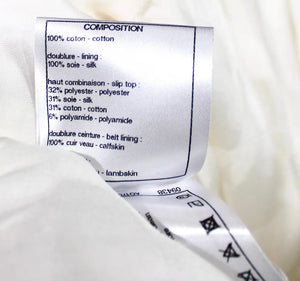 COMPOSITION
100% coton - cotton
doublure - lining :
100% soie - silk
haut combinaison - slip top :
32% polyester - polyester
31% soie - silk
31% coton - cotton
6% polyamide - polyamide
doublure ceinture - belt lining :
100% cuir veau - calfskin
- lambskin
09438